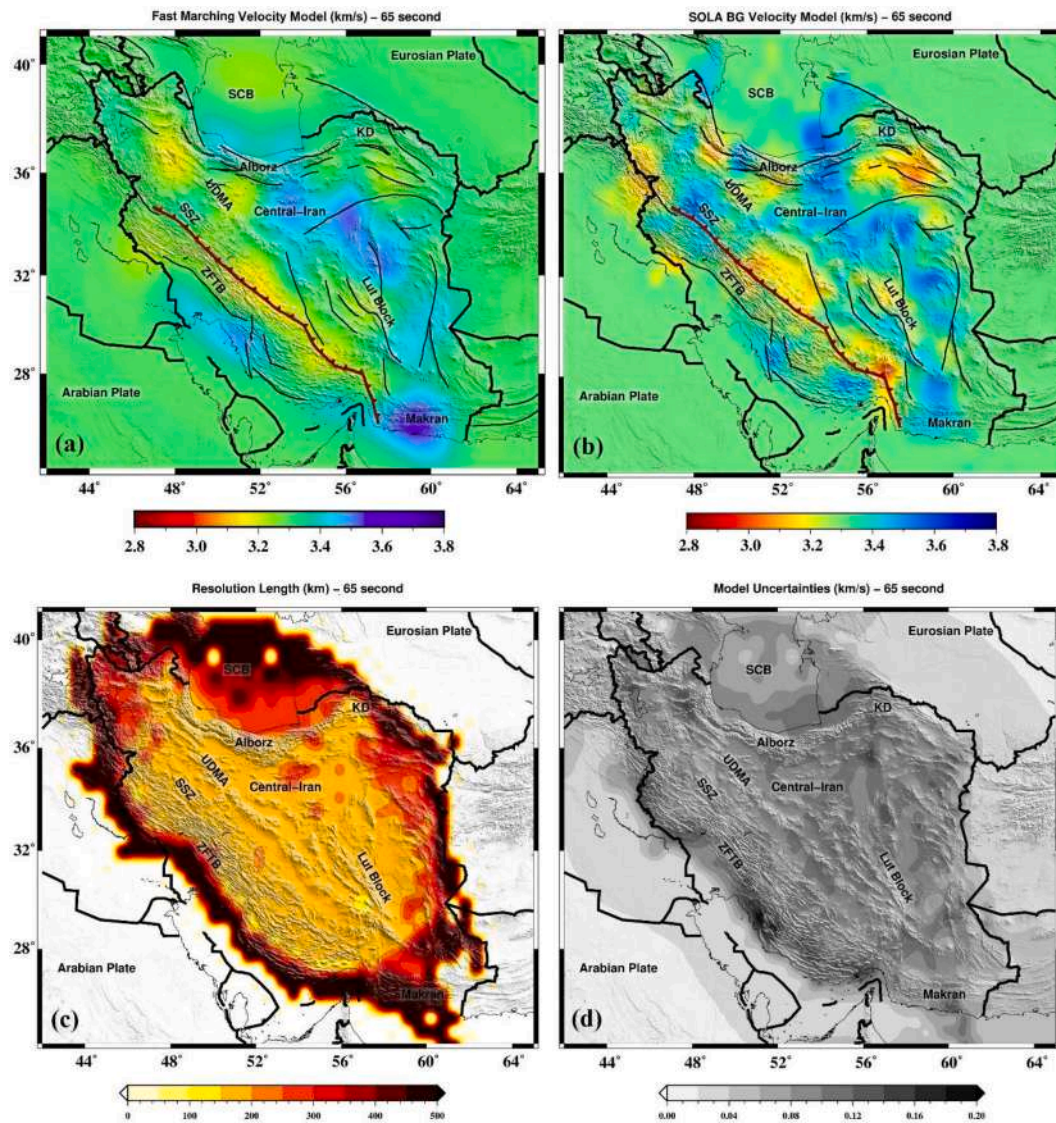 Fast Marching Velocity Model (km/s) – 65 second
40°
36°
32°
28°
Eurosian Plate
SCB
KD
Alborz
UDMA
SSZ
Central–Iran
ZFTB
Lut Block
Arabian Plate
Makran
(a)
44° 48° 52° 56° 60° 64°
2.8 3.0 3.2 3.4 3.6 3.8
SOLA BG Velocity Model (km/s) – 65 second
40°
36°
32°
28°
Eurosian Plate
SCB
KD
Alborz
UDMA
SSZ
Central–Iran
ZFTB
Lut Block
Arabian Plate
Makran
(b)
44° 48° 52° 56° 60° 64°
2.8 3.0 3.2 3.4 3.6 3.8
Resolution Length (km) – 65 second
40°
36°
32°
28°
Eurosian Plate
SCB
KD
Alborz
UDMA
SSZ
Central–Iran
ZFTB
Lut Block
Arabian Plate
Makran
(c)
44° 48° 52° 56° 60° 64°
0 100 200 300 400 500
Model Uncertainties (km/s) – 65 second
40°
36°
32°
28°
Eurosian Plate
SCB
KD
Alborz
UDMA
SSZ
Central–Iran
ZFTB
Lut Block
Arabian Plate
Makran
(d)
44° 48° 52° 56° 60° 64°
0.00 0.04 0.08 0.12 0.16 0.20